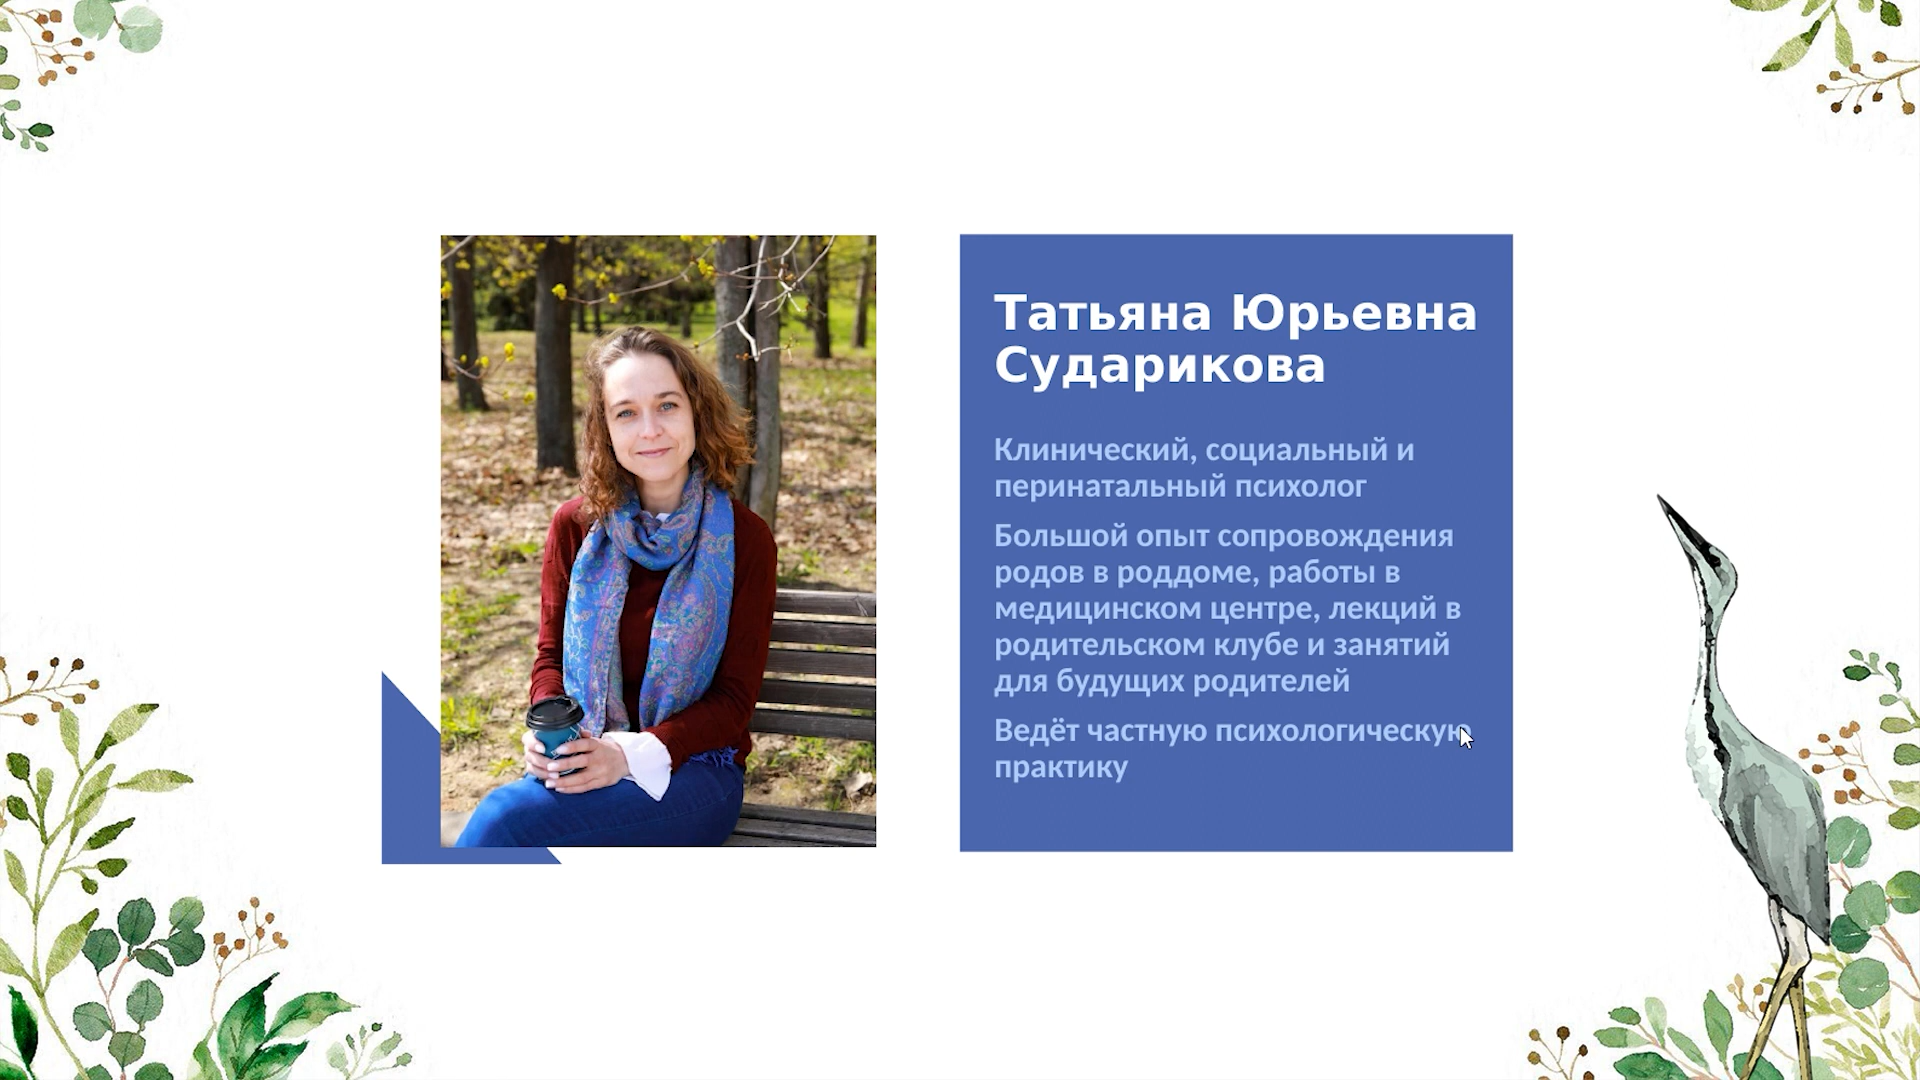 Татьяна Юрьевна
Сударикова
Клинический, социальный и
перинатальный психолог
Большой опыт сопровождения
родов в роддоме, работы в
медицинском центре, лекций в
родительском клубе и занятий
для будущих родителей
Ведёт частную психологическую
практику